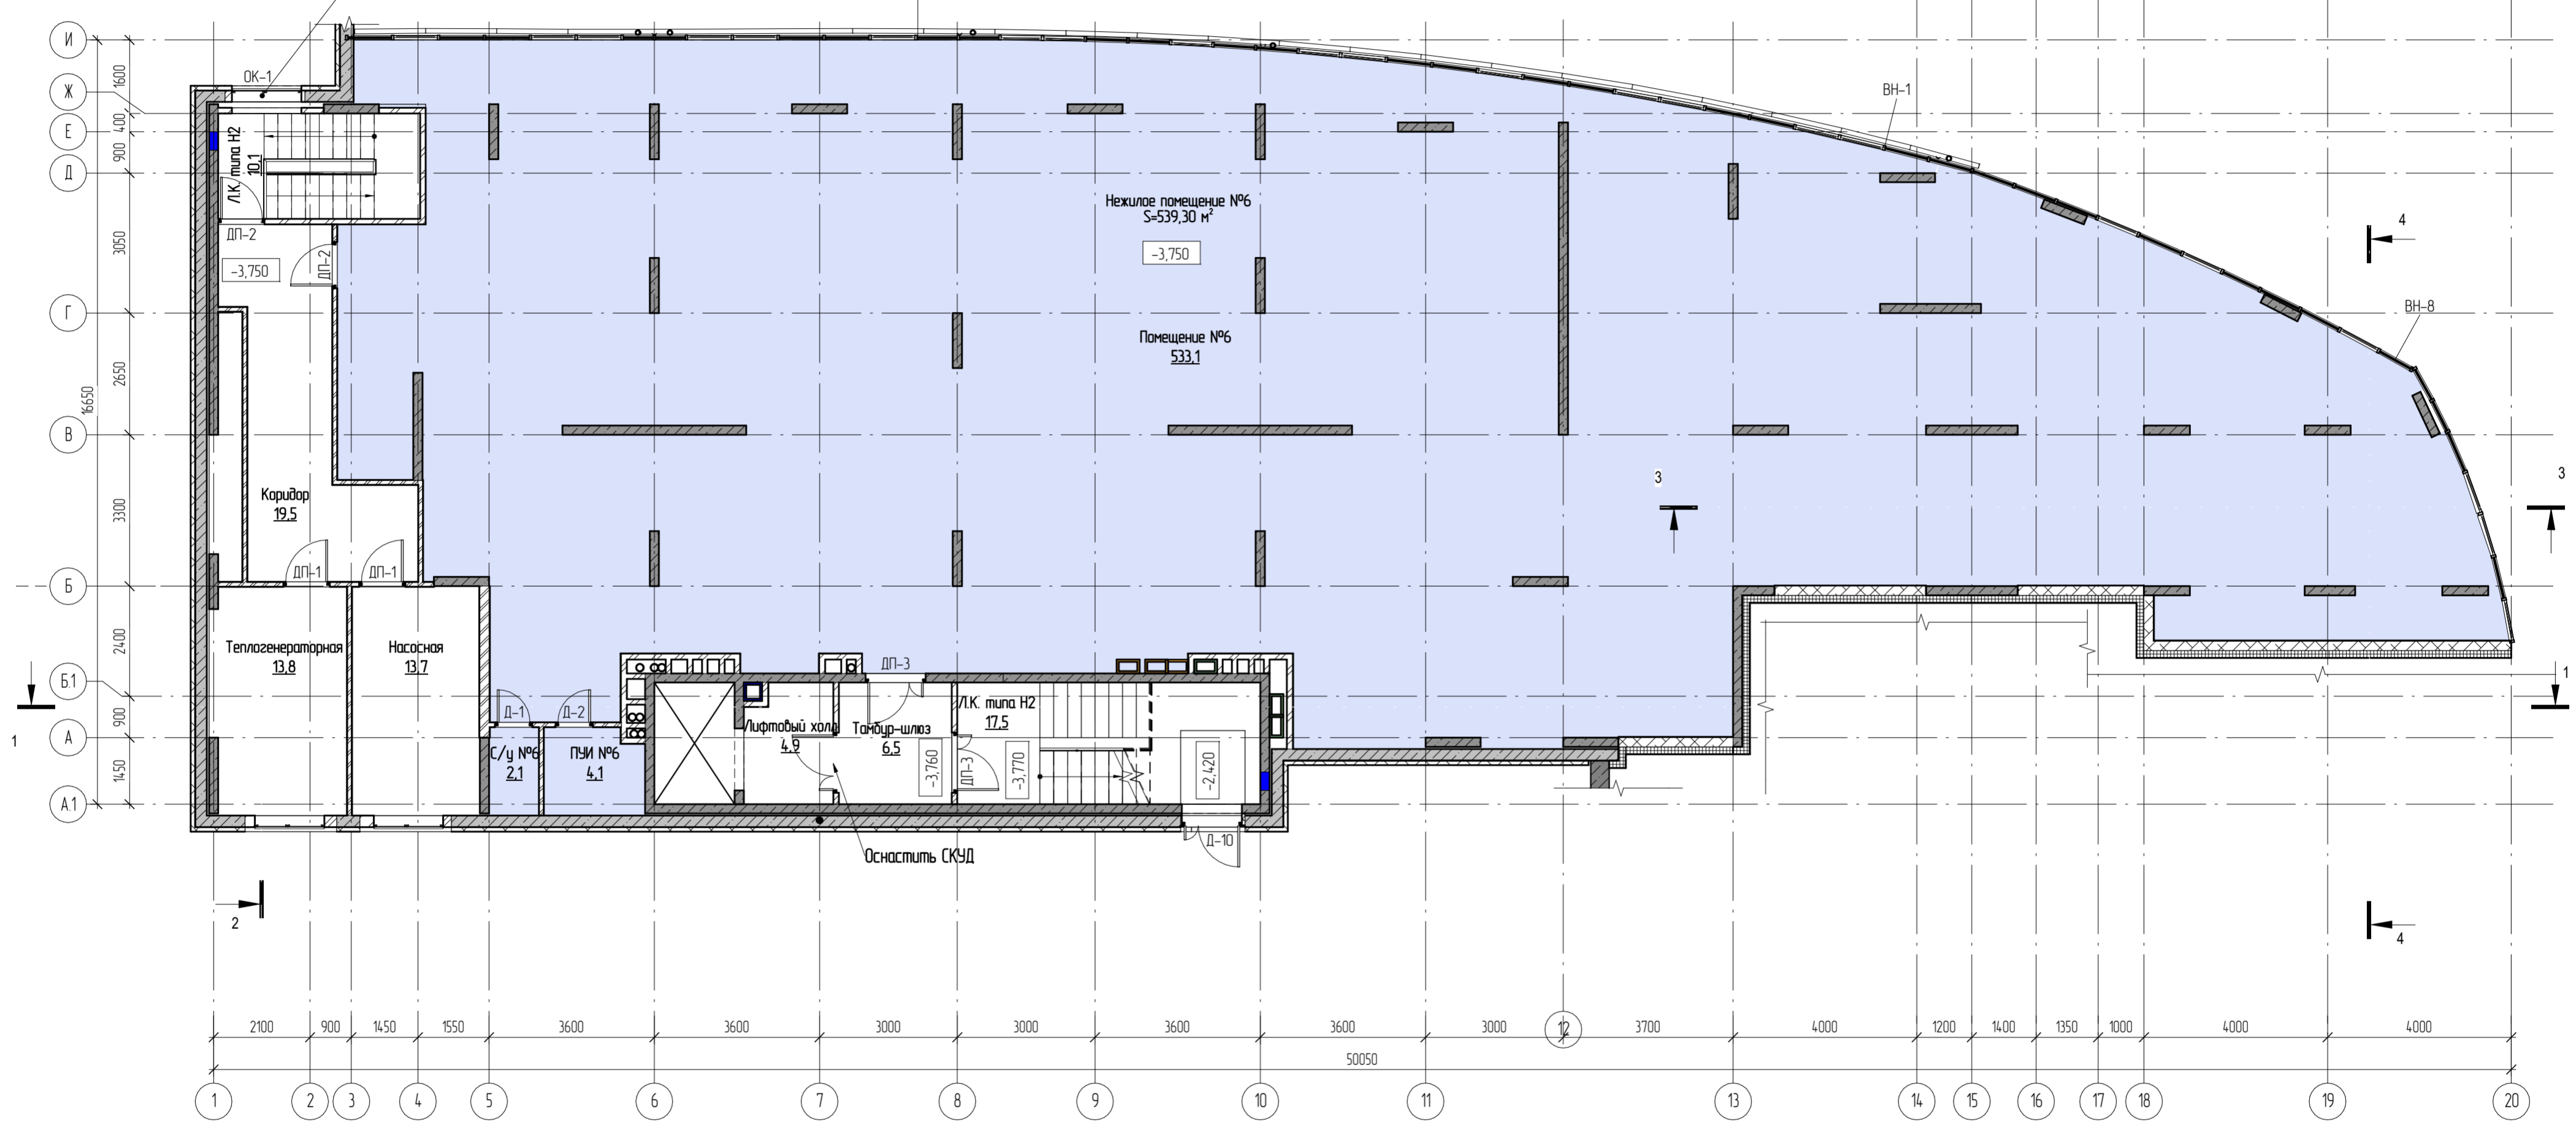 И
Ж
Е
Д
Г
В
Б
Б.1
А
А.1
1600
400
900
3050
2650
3300
2400
900
1450
16650
ОК-1
ВН-1
ВН-8
Л.К. типа Н2
10,1
ДП-2
ДП-2
-3,750
Нежилое помещение №6
S=539,30 м²
-3,750
Помещение №6
533,1
4
3
3
Коридор
19,5
ДП-1
ДП-1
Теплогенераторная
13,8
Насосная
13,7
Д-1
Д-2
С/у №6
2,1
ПУИ №6
4,1
ДП-3
Лифтовый холл
4,9
Тамбур-шлюз
6,5
-3,760
ДП-3
Л.К. типа Н2
17,5
-3,770
-2,420
Д-10
Оснастить СКУД
1
1
2
4
2100
900
1450
1550
3600
3600
3000
3000
3600
3600
3000
12
3700
4000
1200
1400
1350
1000
4000
4000
50050
1
2
3
4
5
6
7
8
9
10
11
13
14
15
16
17
18
19
20